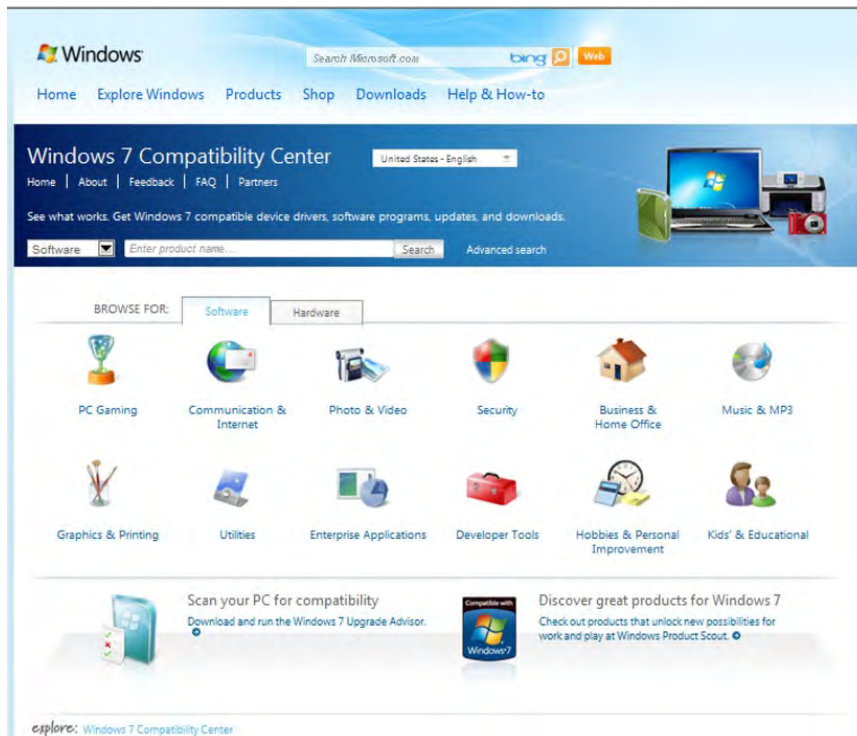 Windows
Search Microsoft.com bing Web
Home Explore Windows Products Shop Downloads Help & How-to
Windows 7 Compatibility Center United States - English
Home | About | Feedback | FAQ | Partners
See what works. Get Windows 7 compatible device drivers, software programs, updates, and downloads.
Software Enter product name... Search Advanced search
BROWSE FOR: Software Hardware
PC Gaming Communication & Photo & Video Security Business & Music & MP3
Internet Home Office
Graphics & Printing Utilities Enterprise Applications Developer Tools Hobbies & Personal Kids' & Educational
Improvement
Scan your PC for compatibility
Download and run the Windows 7 Upgrade Advisor.
Compatible with
Windows 7
Discover great products for Windows 7
Check out products that unlock new possibilities for
work and play at Windows Product Scout.
explore: Windows 7 Compatibility Center